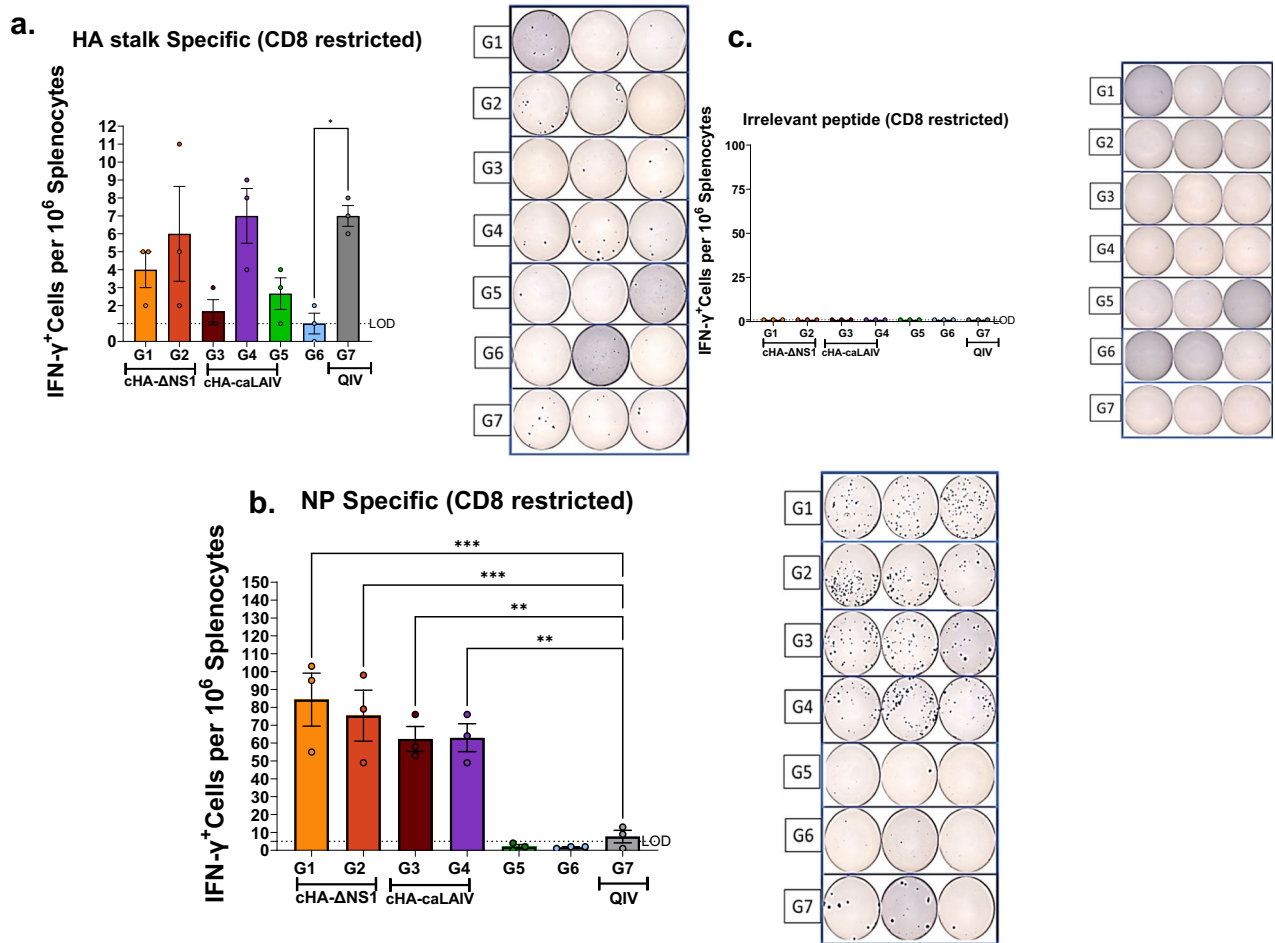 a.
HA stalk Specific (CD8 restricted)
IFN-γ⁺Cells per 10⁶ Splenocytes
12
11
10
9
8
7
6
5
4
3
2
1
0
*
LOD
G1 G2 G3 G4 G5 G6 G7
cHA-ΔNS1 cHA-caLAIV QIV
G1
G2
G3
G4
G5
G6
G7
c.
Irrelevant peptide (CD8 restricted)
IFN-γ⁺Cells per 10⁶ Splenocytes
100
75
50
25
0
LOD
G1 G2 G3 G4 G5 G6 G7
cHA-ΔNS1 cHA-caLAIV QIV
G1
G2
G3
G4
G5
G6
G7
b.
NP Specific (CD8 restricted)
IFN-γ⁺Cells per 10⁶ Splenocytes
150
140
130
120
110
100
90
80
70
60
50
40
30
20
10
0
***
***
**
**
LOD
G1 G2 G3 G4 G5 G6 G7
cHA-ΔNS1 cHA-caLAIV QIV
G1
G2
G3
G4
G5
G6
G7